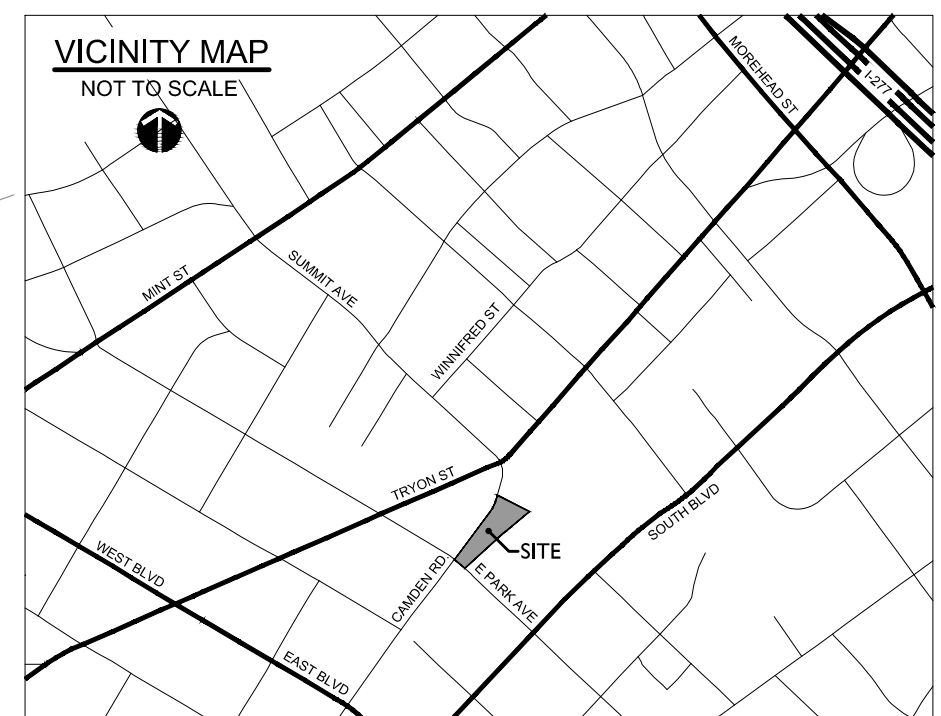 VICINITY MAP
NOT TO SCALE
MOREHEAD ST
I-277
MINT ST
SUMMIT AVE
WINNIFRED ST
TRYON ST
SOUTH BLVD
SITE
WEST BLVD
CAMDEN RD
E PARK AVE
EAST BLVD